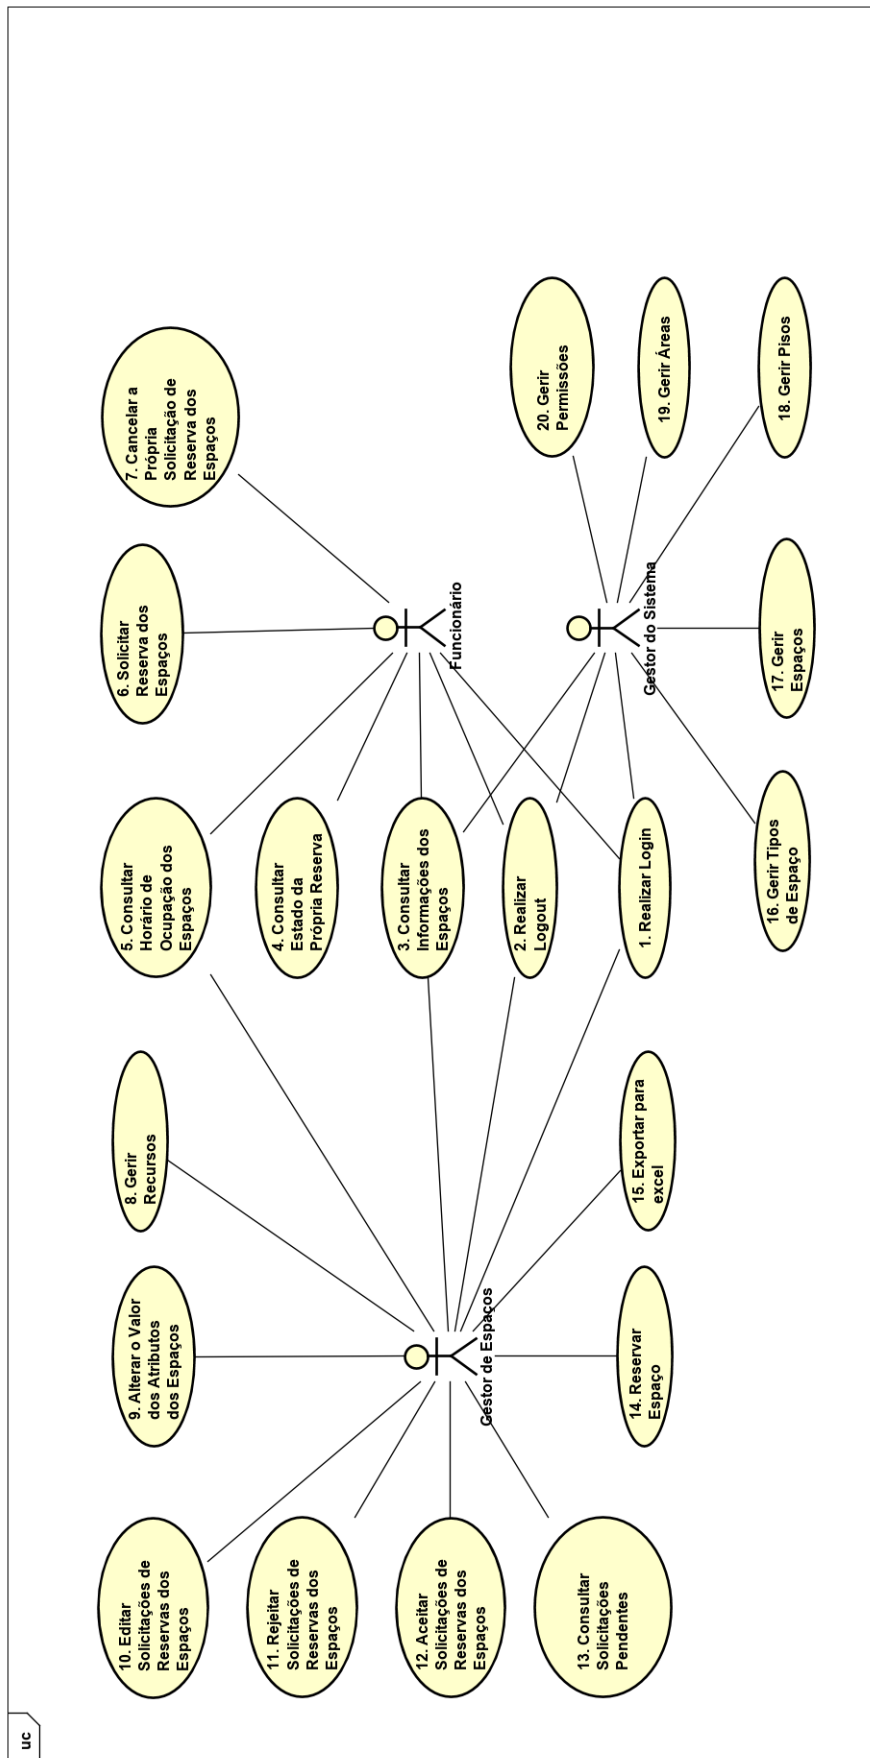 uc
10. Editar
Solicitações de
Reservas dos
Espaços
11. Rejeitar
Solicitações de
Reservas dos
Espaços
12. Aceitar
Solicitações de
Reservas dos
Espaços
13. Consultar
Solicitações
Pendentes
9. Alterar o Valor
dos Atributos
dos Espaços
Gestor de Espaços
14. Reservar
Espaço
8. Gerir
Recursos
15. Exportar para
excel
5. Consultar
Horário de
Ocupação dos
Espaços
4. Consultar
Estado da
Própria Reserva
3. Consultar
Informações dos
Espaços
2. Realizar
Logout
1. Realizar Login
16. Gerir Tipos
de Espaço
6. Solicitar
Reserva dos
Espaços
Funcionário
Gestor do Sistema
17. Gerir
Espaços
7. Cancelar a
Própria
Solicitação de
Reserva dos
Espaços
20. Gerir
Permissões
19. Gerir Áreas
18. Gerir Pisos